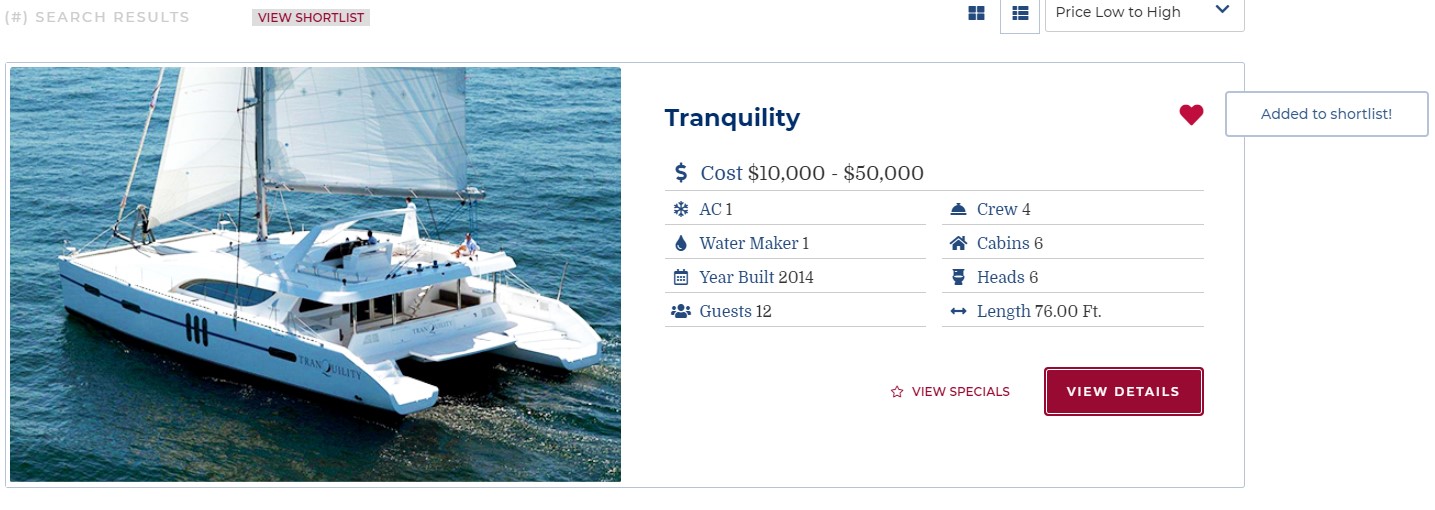 (#) SEARCH RESULTS
VIEW SHORTLIST
Price Low to High
Tranquility
Added to shortlist!
Cost $10,000 - $50,000
AC 1
Crew 4
Water Maker 1
Cabins 6
Year Built 2014
Heads 6
Guests 12
Length 76.00 Ft.
VIEW SPECIALS
VIEW DETAILS
TRANQUILITY
TRANQUILITY